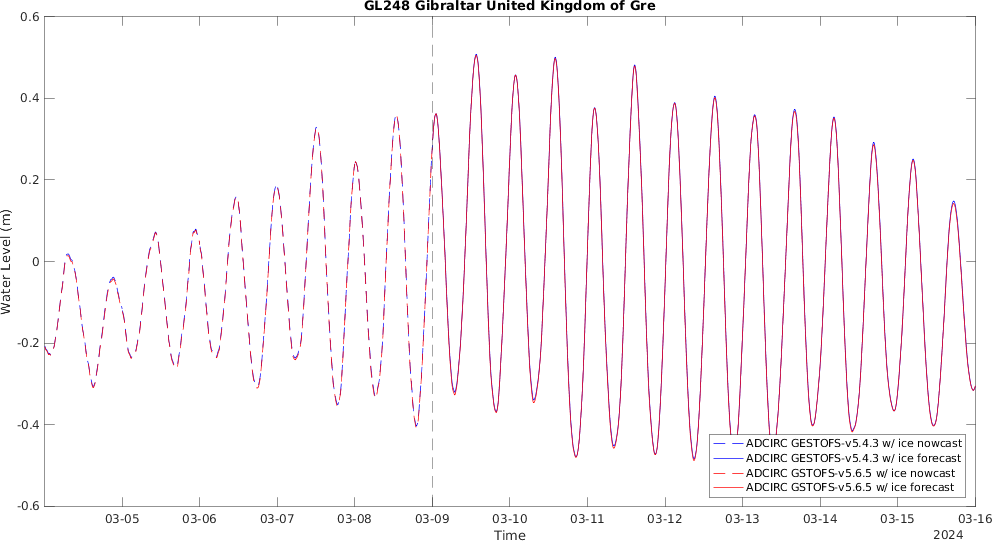 GL248 Gibraltar United Kingdom of Gre
0.6
0.4
0.2
0
-0.2
-0.4
-0.6
Water Level (m)
ADCIRC GESTOFS-v5.4.3 w/ ice nowcast
ADCIRC GESTOFS-v5.4.3 w/ ice forecast
ADCIRC GSTOFS-v5.6.5 w/ ice nowcast
ADCIRC GSTOFS-v5.6.5 w/ ice forecast
03-05 03-06 03-07 03-08 03-09 03-10 03-11 03-12 03-13 03-14 03-15 03-16
Time
2024